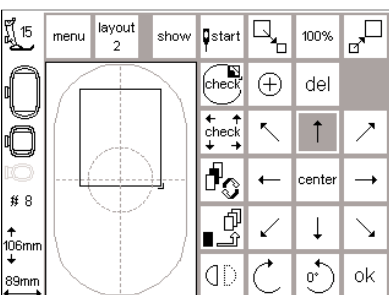 15
menu
layout
2
show
start
100%
check
del
check
# 8
center
106mm
89mm
0°
ok